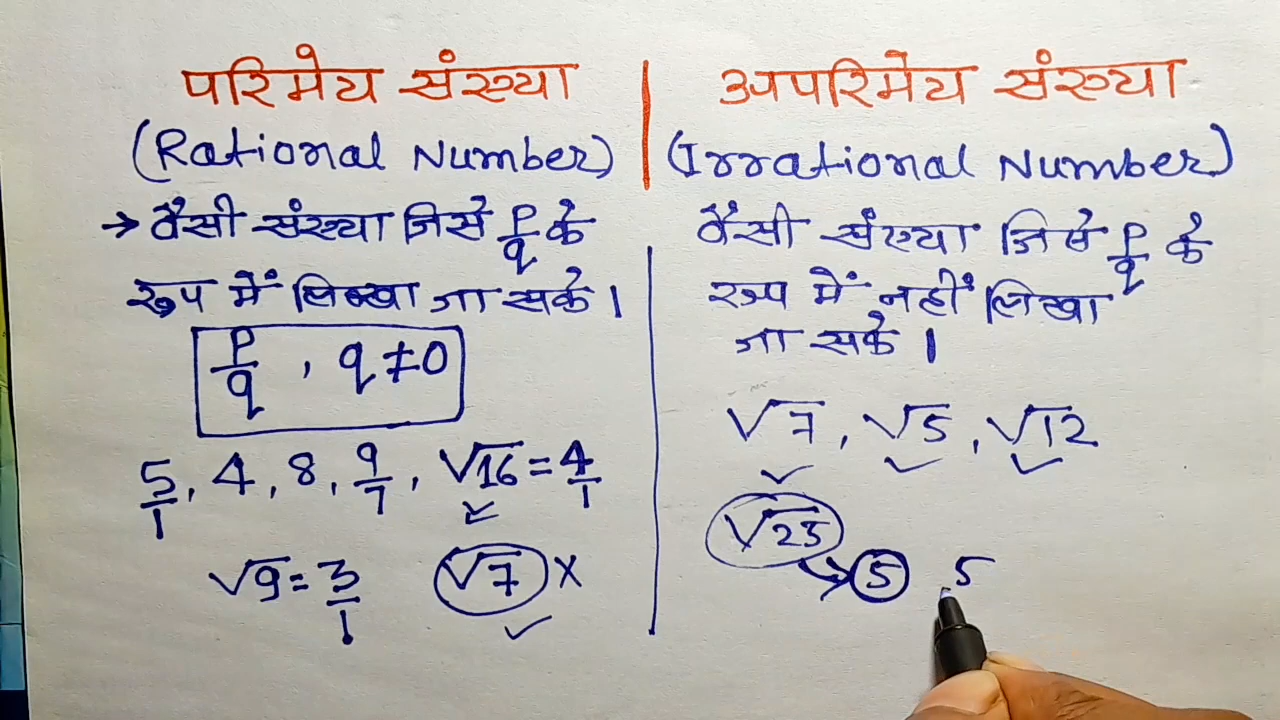 परिमेय संख्या
(Rational Number)
→ वैसी संख्या जिसे p/q के
रूप में लिखा जा सके।
p/q , q≠0
5/1, 4, 8, 9/7, √16 = 4/1
√9 = 3/1 √7 ×
अपरिमेय संख्या
(Irrational Number)
वैसी संख्या जिसे p/q के
रूप में नहीं लिखा
जा सके।
√7, √5, √12
√25
5 5